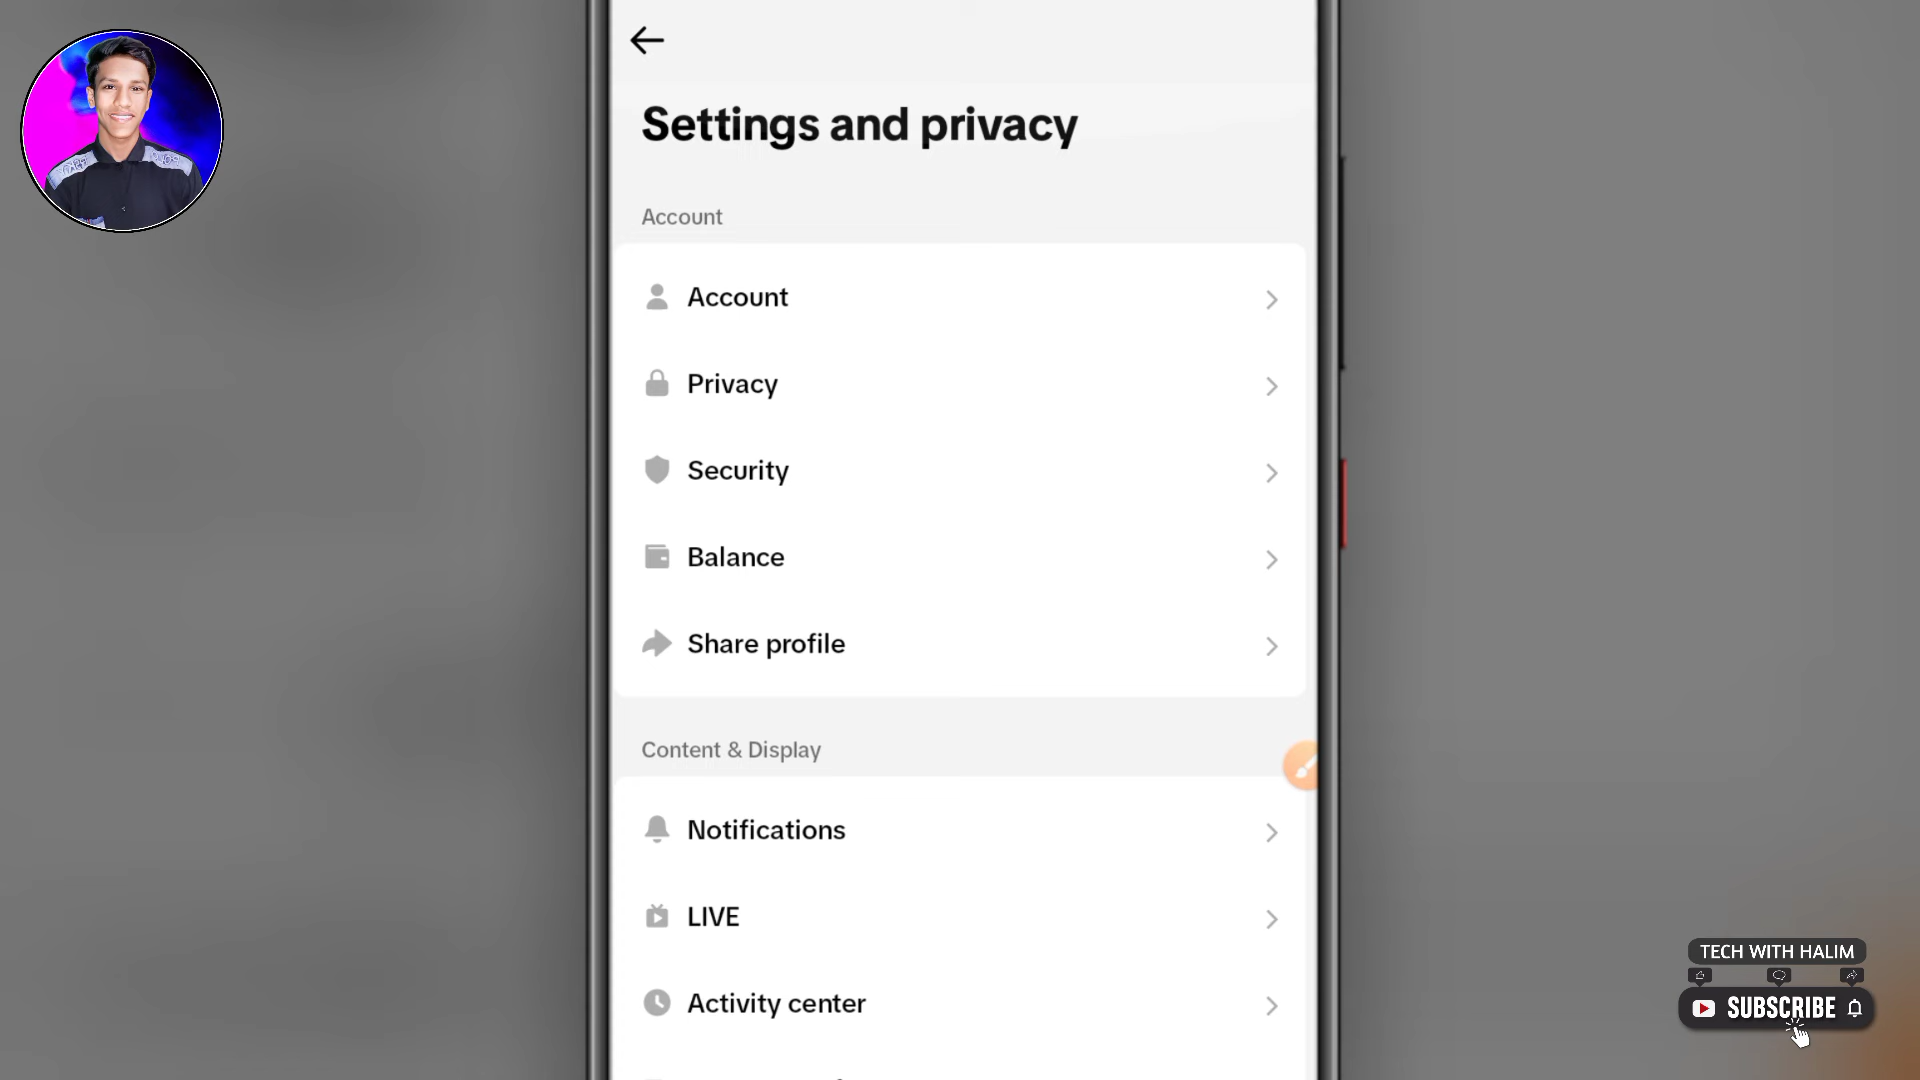 Settings and privacy
Account
Account
Privacy
Security
Balance
Share profile
Content & Display
Notifications
LIVE
Activity center
TECH WITH HALIM
SUBSCRIBE